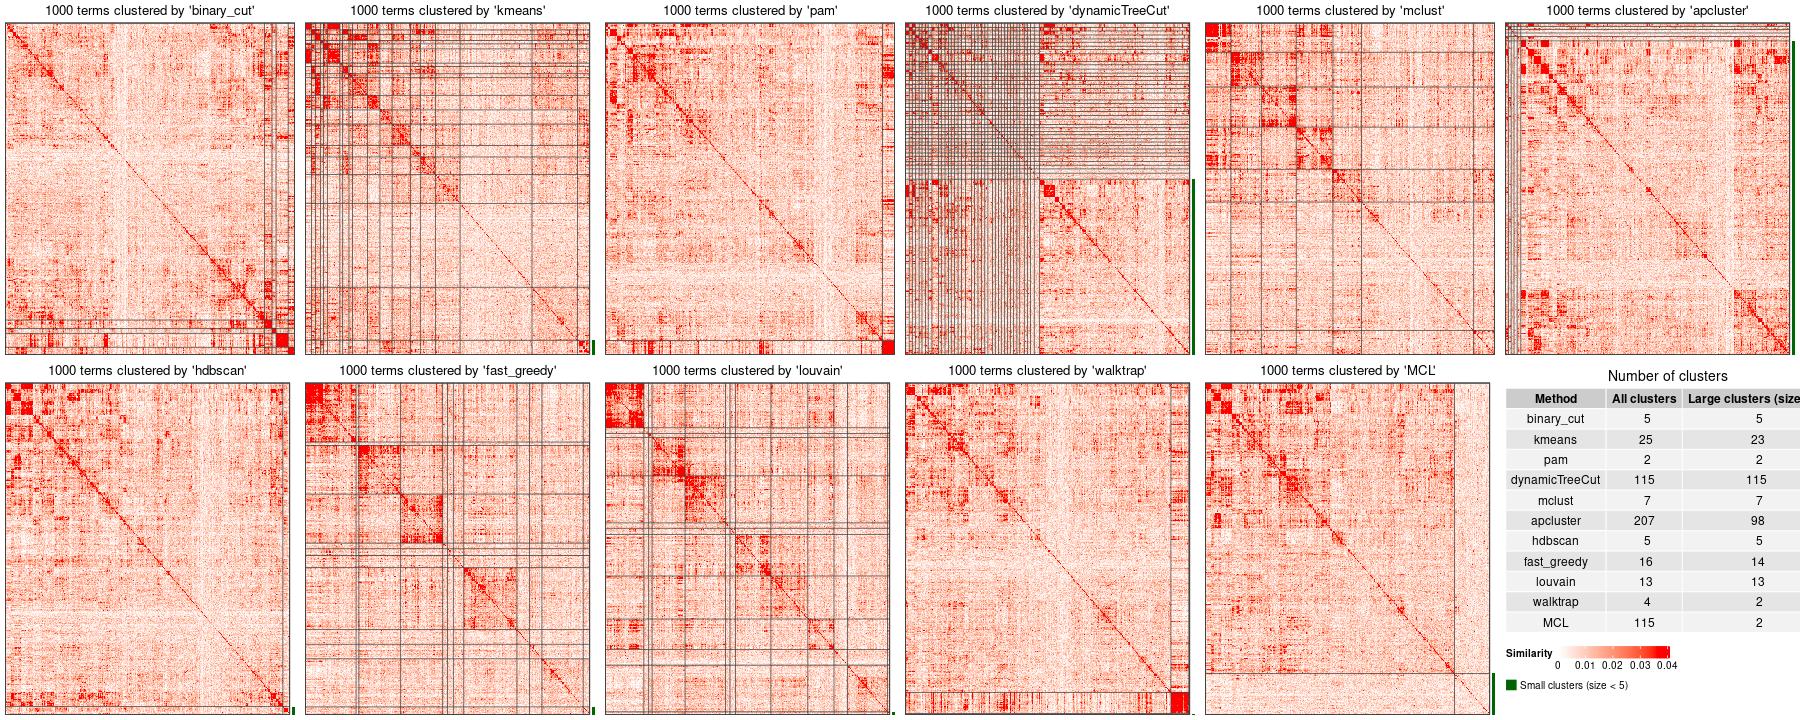 1000 terms clustered by 'binary_cut'
1000 terms clustered by 'kmeans'
1000 terms clustered by 'pam'
1000 terms clustered by 'dynamicTreeCut'
1000 terms clustered by 'mclust'
1000 terms clustered by 'apcluster'
1000 terms clustered by 'hdbscan'
1000 terms clustered by 'fast_greedy'
1000 terms clustered by 'louvain'
1000 terms clustered by 'walktrap'
1000 terms clustered by 'MCL'
Number of clusters
Method All clusters Large clusters (size
binary_cut 5 5
kmeans 25 23
pam 2 2
dynamicTreeCut 115 115
mclust 7 7
apcluster 207 98
hdbscan 5 5
fast_greedy 16 14
louvain 13 13
walktrap 4 2
MCL 115 2
Similarity
0 0.01 0.02 0.03 0.04
Small clusters (size < 5)